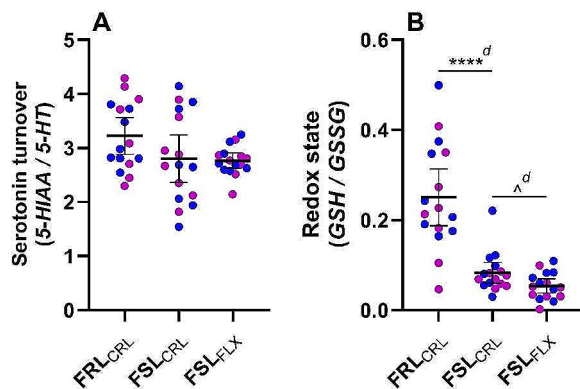 A
Serotonin turnover
(5-HIAA / 5-HT)
5
4
3
2
1
0
FRLCRL
FSLCRL
FSLFLX
B
Redox state
(GSH / GSSG)
0.6
0.4
0.2
0.0
**** d
^ d
FRLCRL
FSLCRL
FSLFLX